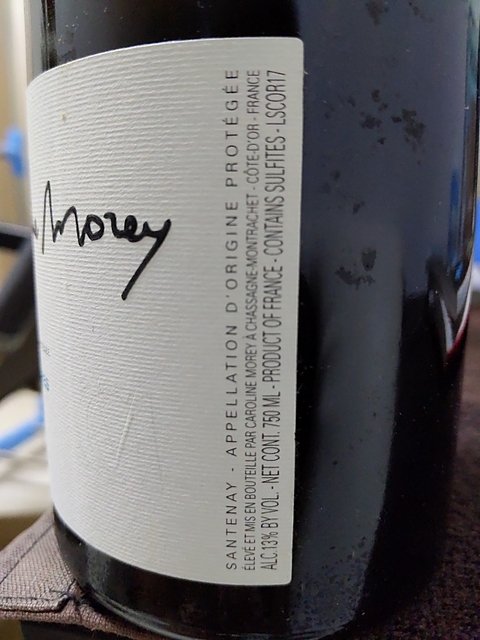 Morey
SANTENAY - APPELLATION D'ORIGINE PROTÉGÉE
ÉLEVÉ ET MIS EN BOUTEILLE PAR CAROLINE MOREY À CHASSAGNE-MONTRACHET - CÔTE-D'OR - FRANCE
ALC.13% BY VOL. - NET CONT. 750 ML - PRODUCT OF FRANCE - CONTAINS SULFITES - LSCOR17